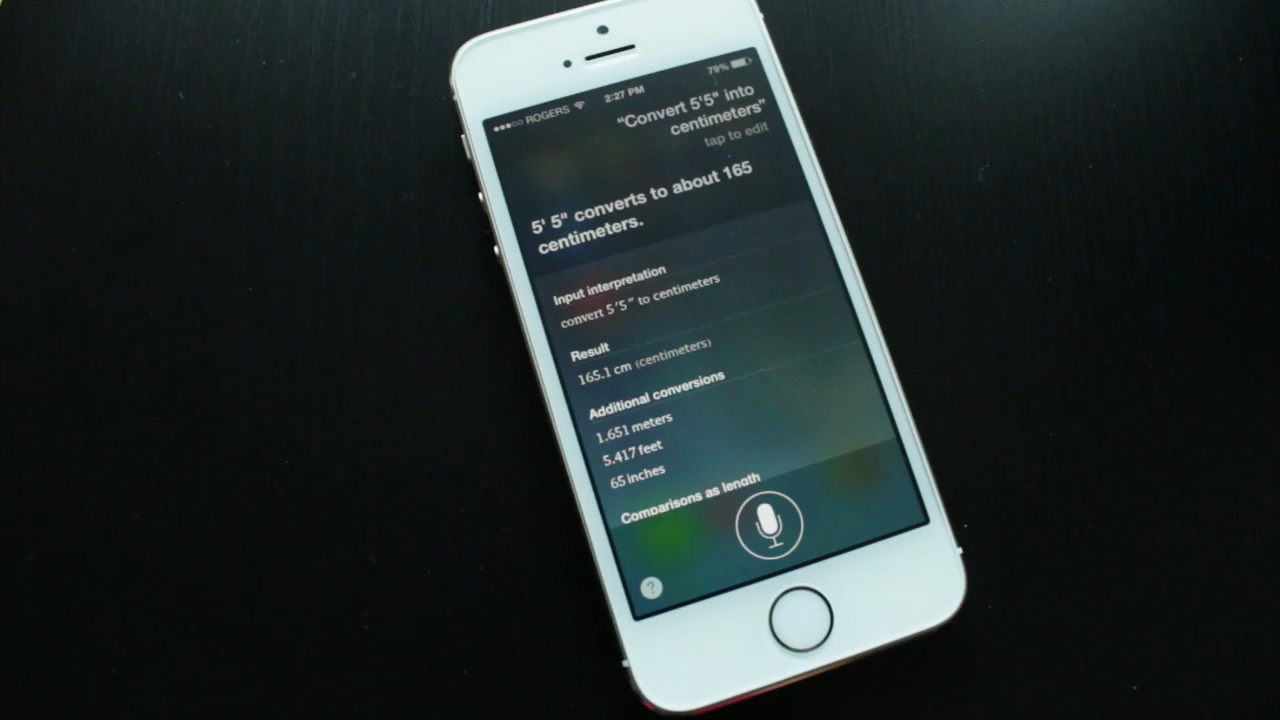 ●●●○○ ROGERS 2:27 PM 79%
“Convert 5'5" into
centimeters”
tap to edit
5' 5" converts to about 165
centimeters.
Input interpretation
convert 5'5" to centimeters
Result
165.1 cm (centimeters)
Additional conversions
1.651 meters
5.417 feet
65 inches
Comparisons as length
?